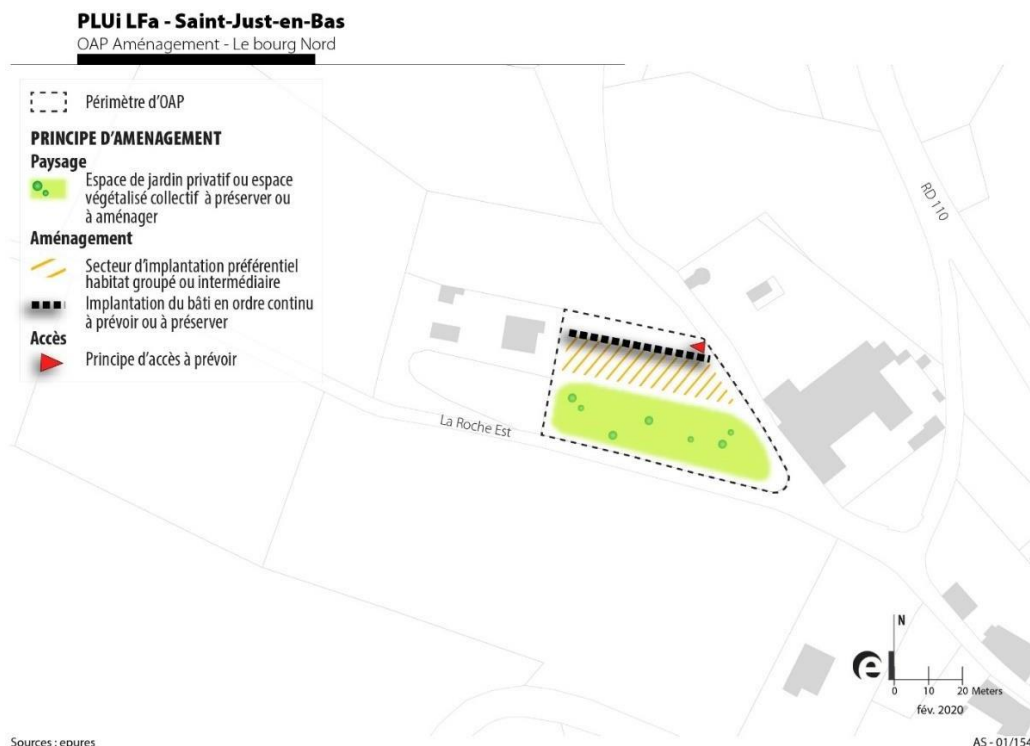 PLUi LFa - Saint-Just-en-Bas
OAP Aménagement - Le bourg Nord
Périmètre d'OAP
PRINCIPE D'AMENAGEMENT
Paysage
Espace de jardin privatif ou espace
végétalisé collectif à préserver ou
à aménager
Aménagement
Secteur d'implantation préférentiel
habitat groupé ou intermédiaire
Implantation du bâti en ordre continu
à prévoir ou à préserver
Accès
Principe d'accès à prévoir
RD 110
La Roche Est
N
e
0 10 20 Meters
fév. 2020
Sources : epures
AS - 01/154